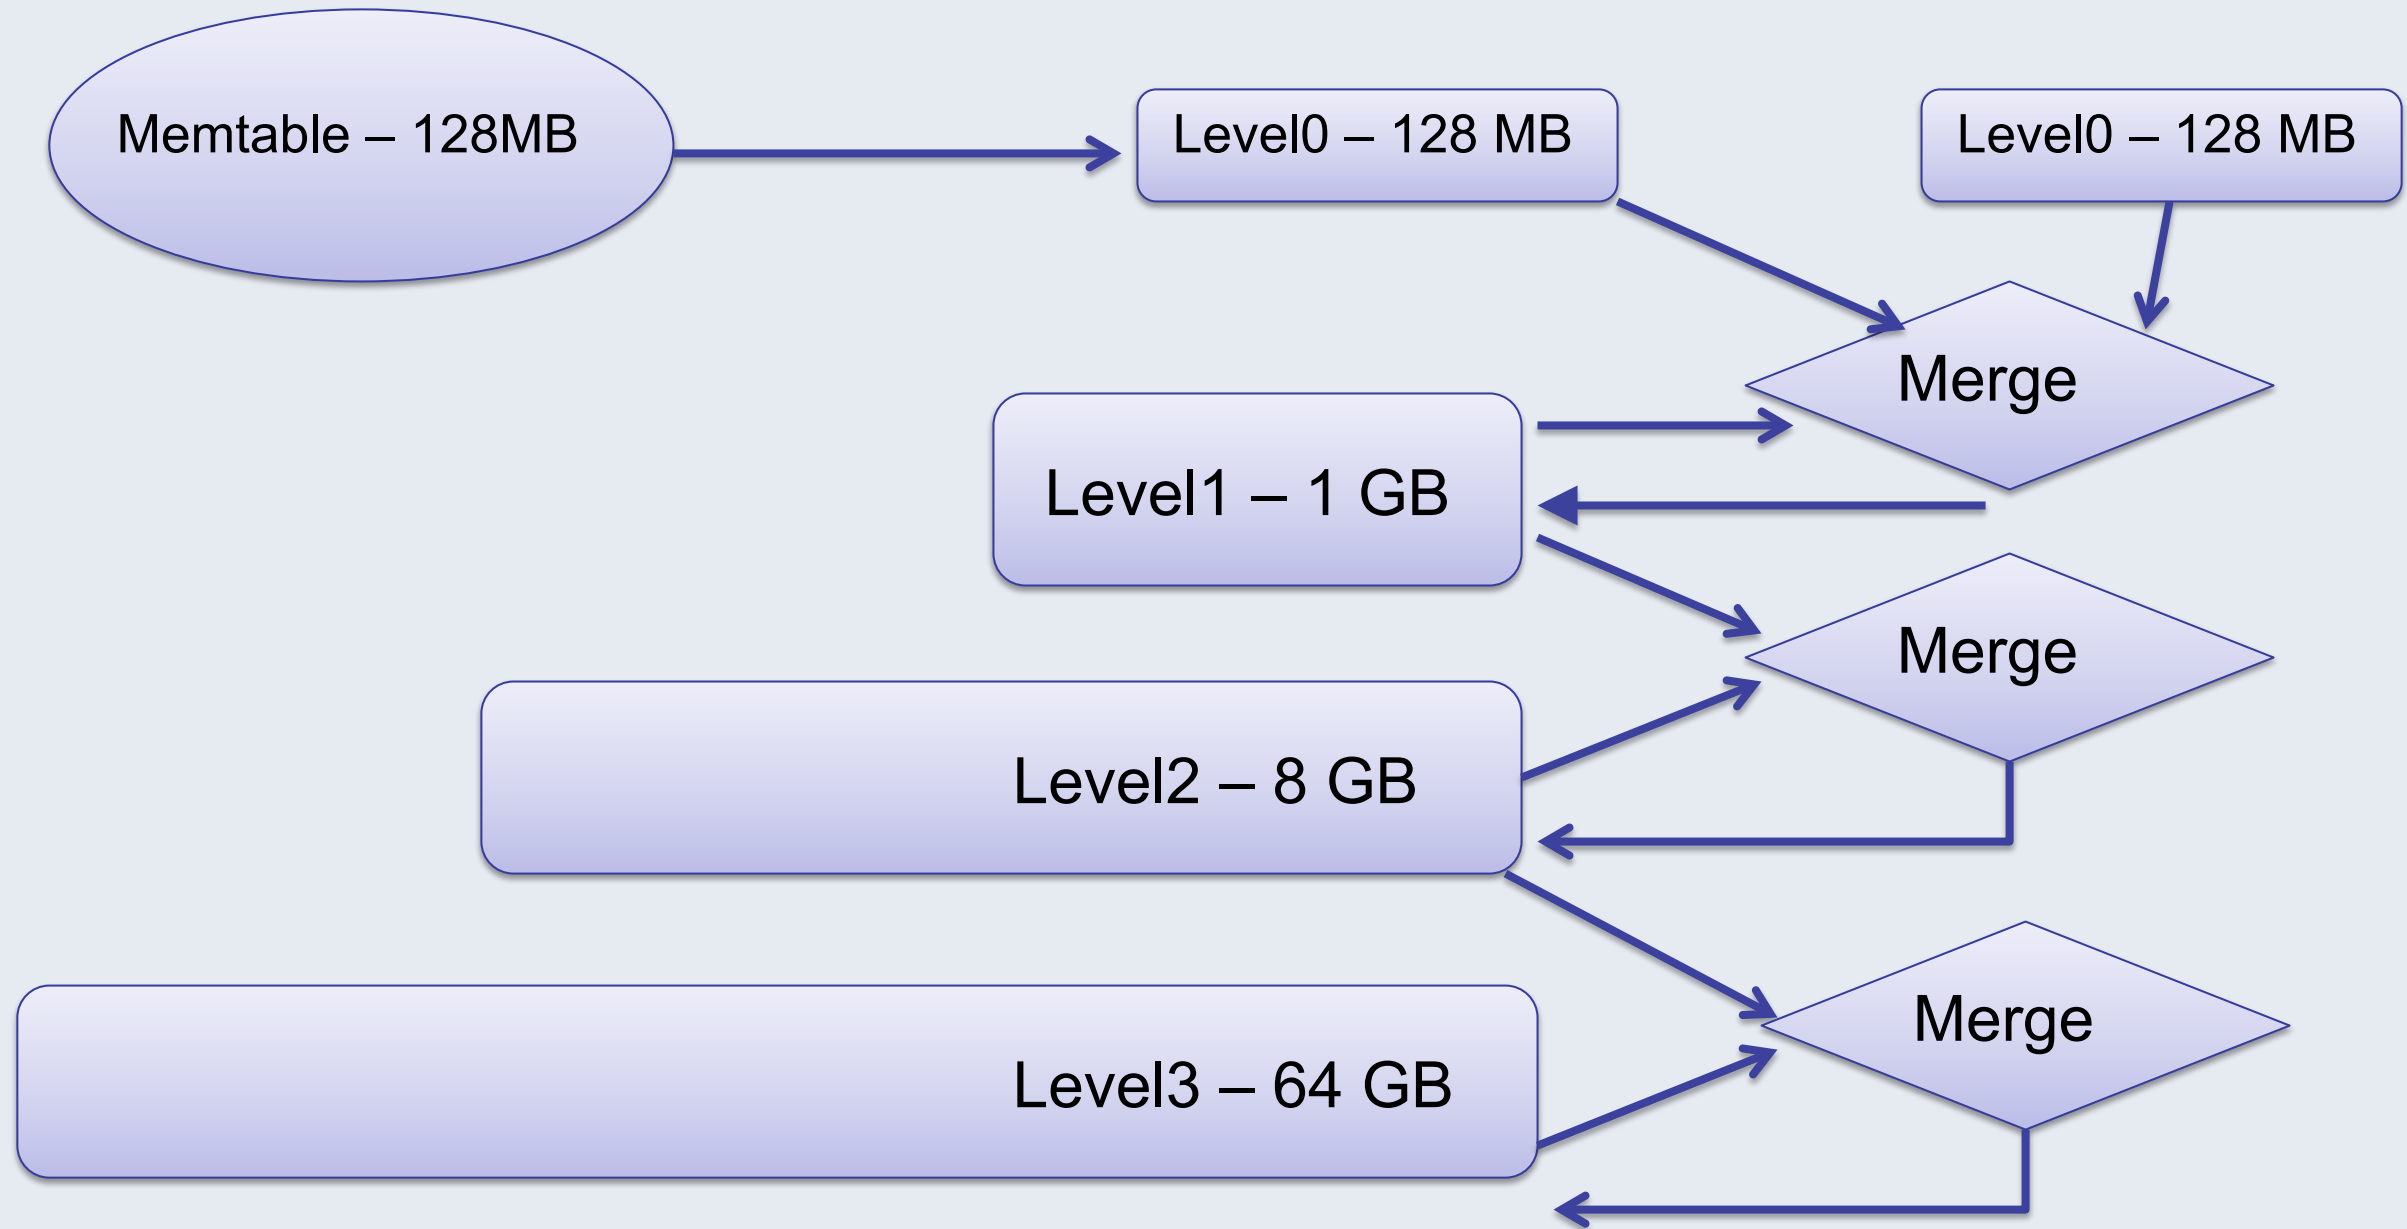 Memtable – 128MB
Level0 – 128 MB
Level0 – 128 MB
Merge
Level1 – 1 GB
Merge
Level2 – 8 GB
Merge
Level3 – 64 GB